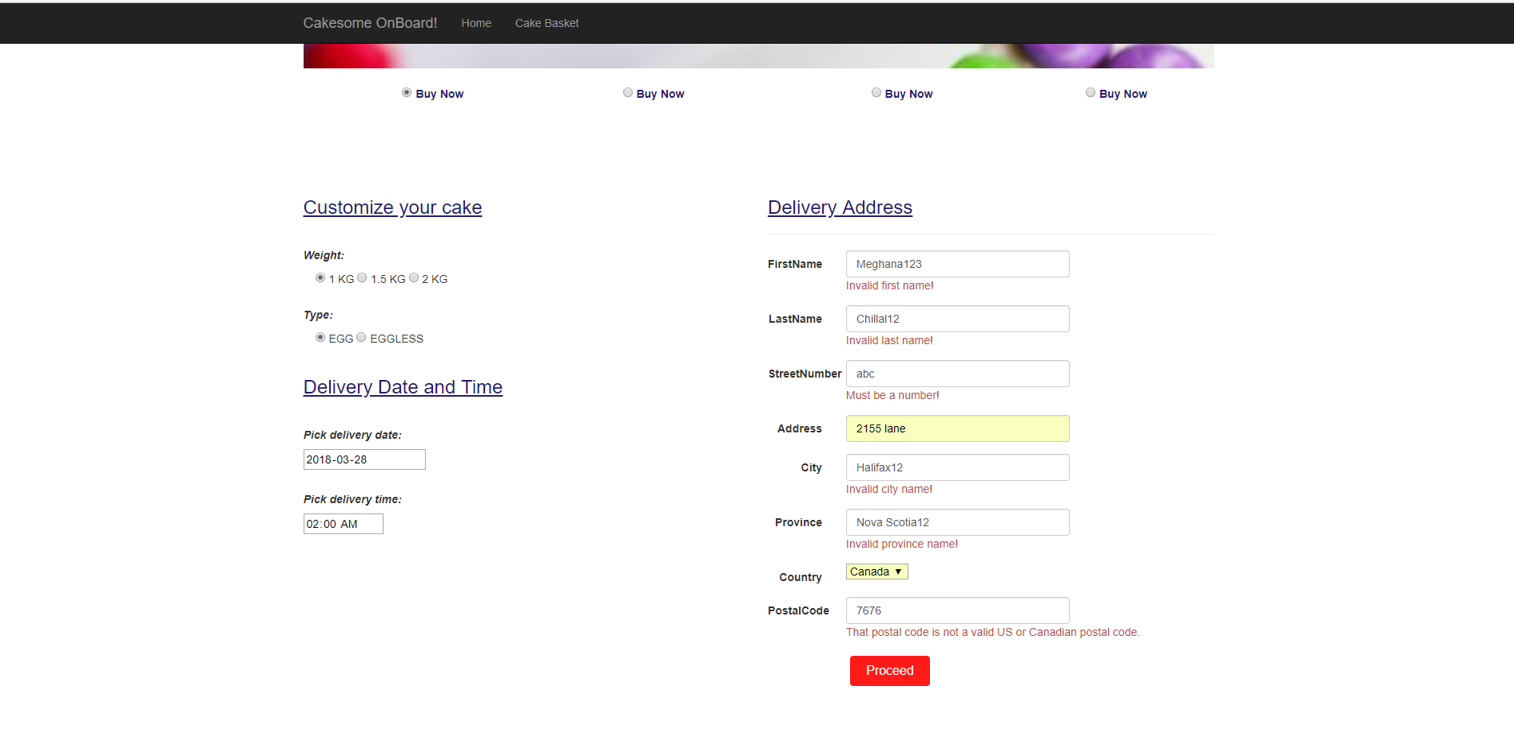 Cakesome OnBoard! Home Cake Basket
Buy Now Buy Now Buy Now Buy Now
Customize your cake
Weight:
1 KG 1.5 KG 2 KG
Type:
EGG EGGLESS
Delivery Date and Time
Pick delivery date:
2018-03-28
Pick delivery time:
02:00 AM
Delivery Address
FirstName Meghana123
Invalid first name!
LastName Chillal12
Invalid last name!
StreetNumber abc
Must be a number!
Address 2155 lane
City Halifax12
Invalid city name!
Province Nova Scotia12
Invalid province name!
Country Canada
PostalCode 7676
That postal code is not a valid US or Canadian postal code.
Proceed